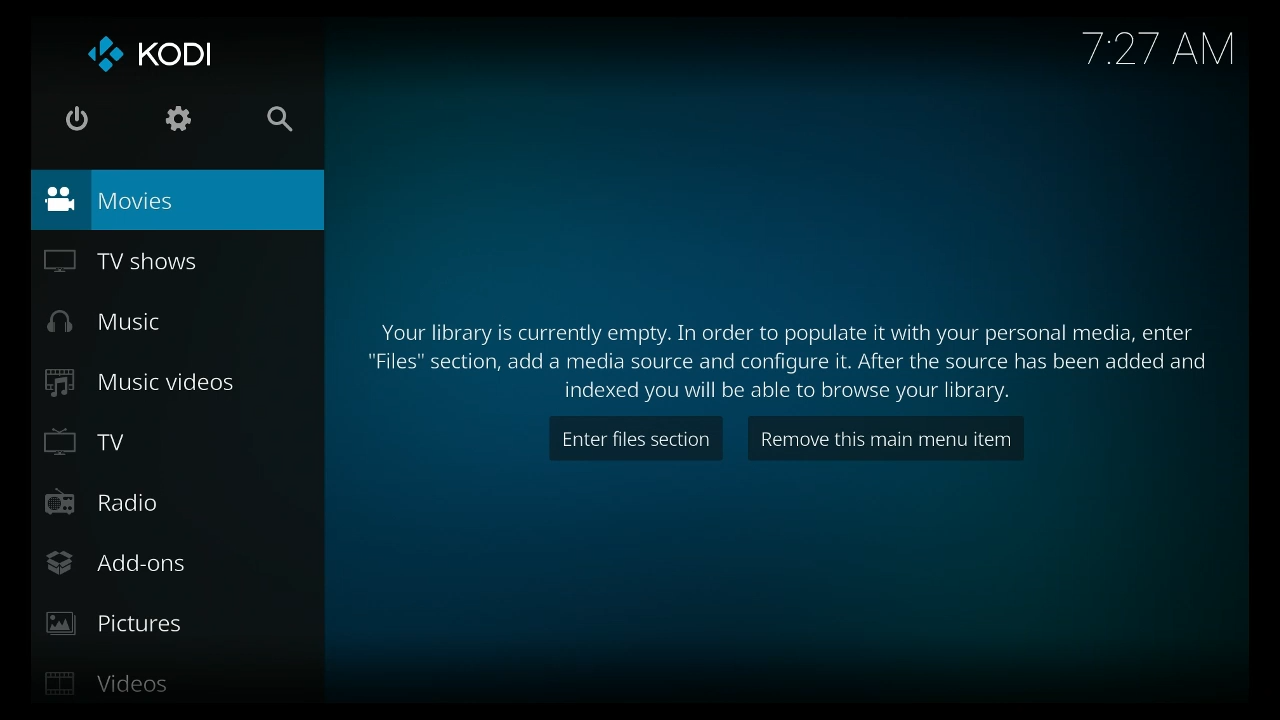 KODI
7:27 AM
Movies
TV shows
Music
Music videos
TV
Radio
Add-ons
Pictures
Videos
Your library is currently empty. In order to populate it with your personal media, enter
"Files" section, add a media source and configure it. After the source has been added and
indexed you will be able to browse your library.
Enter files section
Remove this main menu item